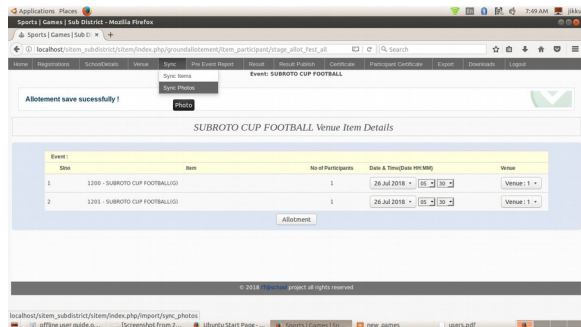 Applications Places 7:49 AM jikku
Sports | Games | Sub District - Mozilla Firefox
Sports | Games | Sub Di × +
localhost/sitem_subdistrict/sitem/index.php/groundallotement/item_participant/stage_allot_fest_all Search
Home Registrations SchoolDetails Venue Sync Pre Event Report Result Result Publish Certificate Participant Certificate Export Downloads Logout
Sync Items
Event: SUBROTO CUP FOOTBALL
Sync Photos
Allotement save sucessfully !
Photo
SUBROTO CUP FOOTBALL Venue Item Details
Event :
Slno Item No of Participants Date & Time(Date HH:MM) Venue
1 1200 - SUBROTO CUP FOOTBALL(G) 1 26 Jul 2018 05 30 Venue : 1
2 1201 - SUBROTO CUP FOOTBALL(G) 1 26 Jul 2018 05 30 Venue : 1
Allotment
© 2018 IT@school project all rights reserved
localhost/sitem_subdistrict/sitem/index.php/import/sync_photos
offline user guide.o... [Screenshot from 2... Ubuntu Start Page -... Sports | Games | Su... new_games users.pdf